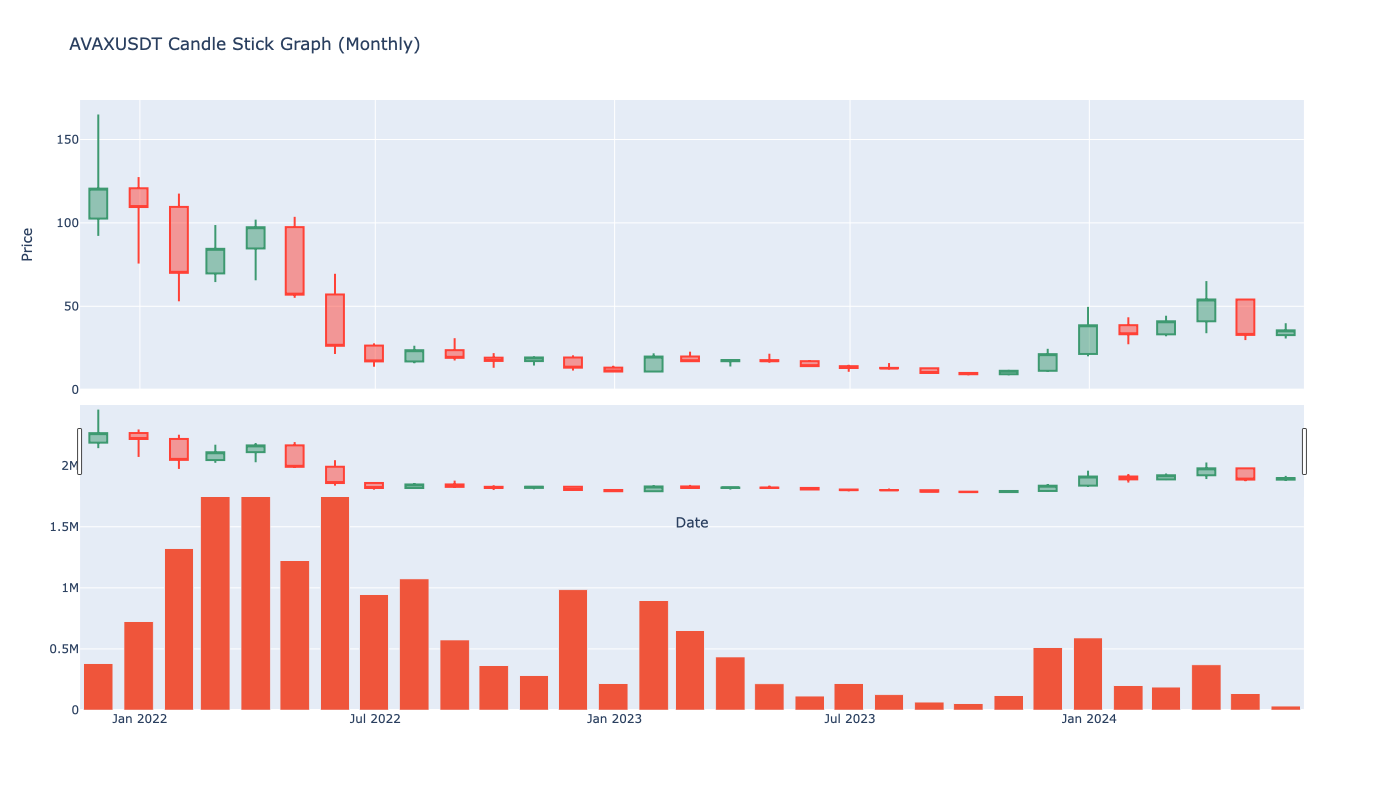 AVAXUSDT Candle Stick Graph (Monthly)
150
100
50
0
Price
2M
1.5M
1M
0.5M
0
Date
Jan 2022 Jul 2022 Jan 2023 Jul 2023 Jan 2024